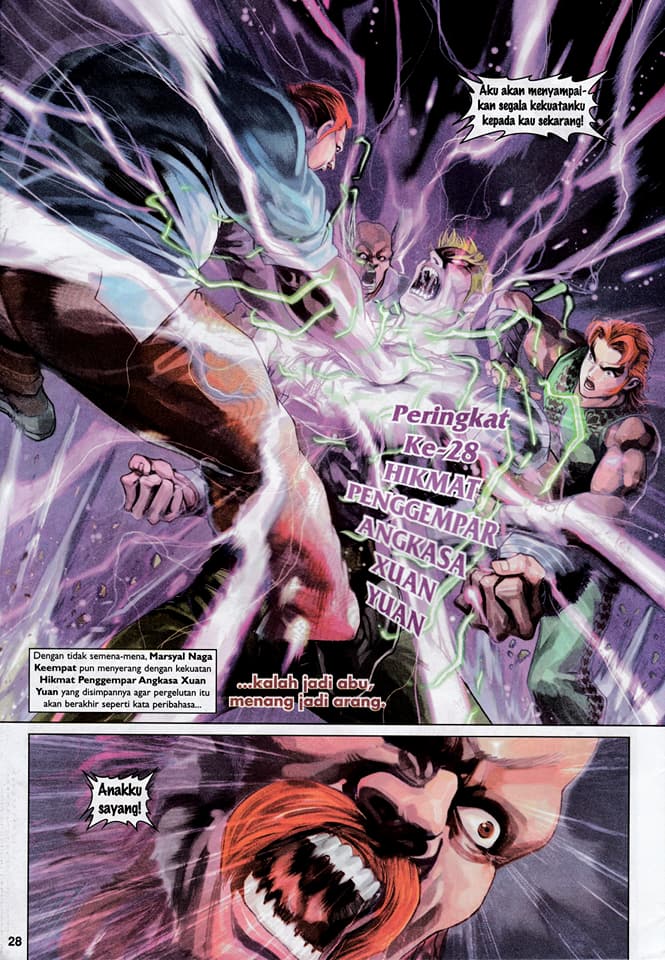 Aku akan menyampai-
kan segala kekuatanku
kepada kau sekarang!
Peringkat
Ke-28
HIKMAT
PENGGEMPAR
ANGKASA
XUAN
YUAN
Dengan tidak semena-mena, Marsyal Naga
Keempat pun menyerang dengan kekuatan
Hikmat Penggempar Angkasa Xuan
Yuan yang disimpannya agar pergelutan itu
akan berakhir seperti kata peribahasa...
...kalah jadi abu,
menang jadi arang.
Anakku
sayang!
28